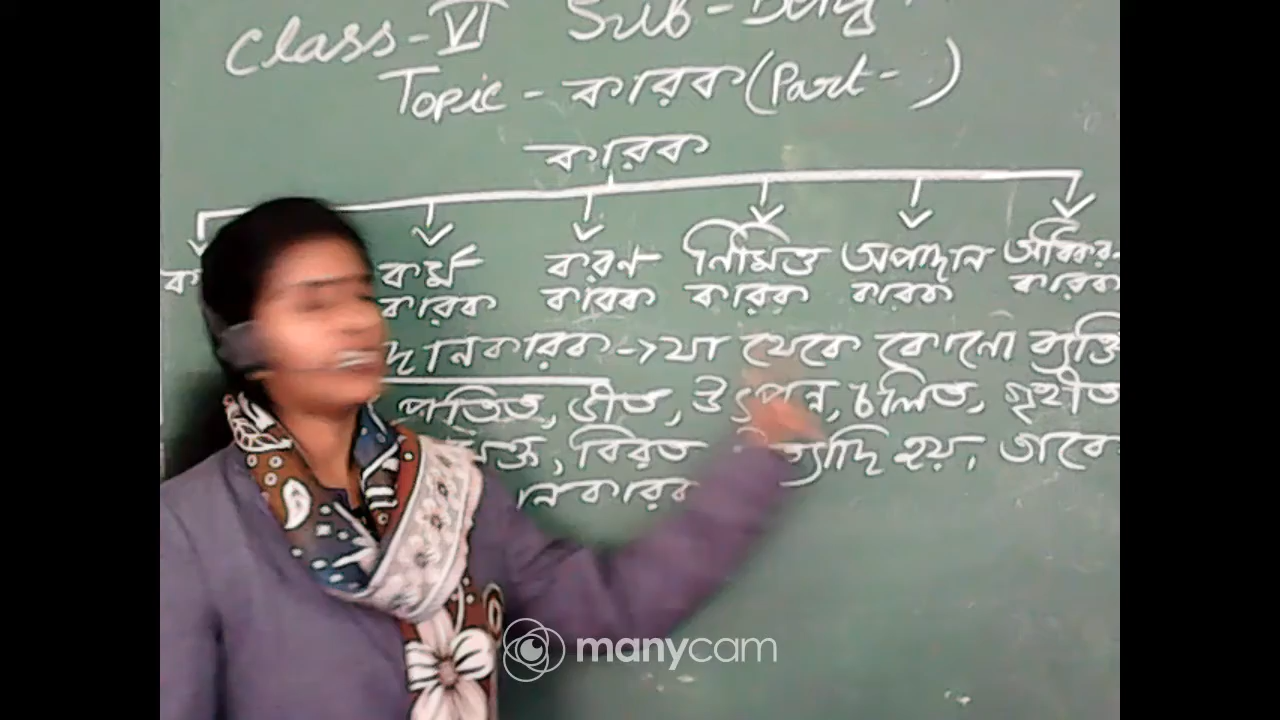 Class-VI Sub-Beng
Topic - কারক (Part- )
কারক
কর্ম করণ নিমিত্ত অপাদান অধিকরণ
কারক কারক কারক কারক কারক
দানকারক -> যা থেকে কোনো ব্যক্তি
পতিত, ভীত, উৎপন্ন, চলিত, গৃহীত
বিরত ইত্যাদি হয়, তাকে
নকারক
manycam